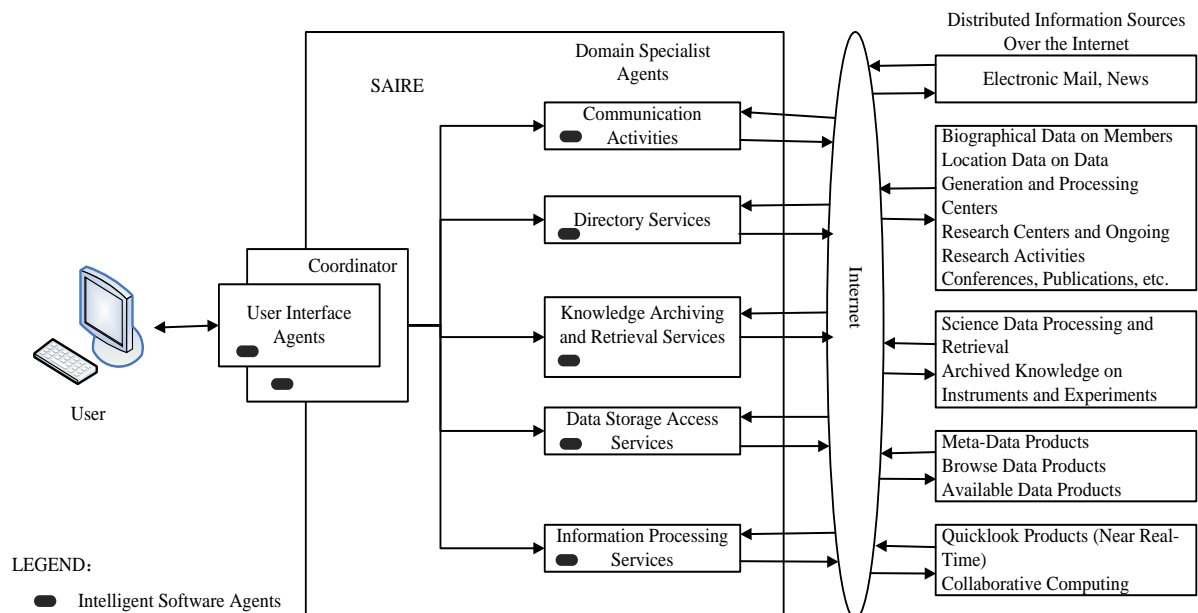 Distributed Information Sources
Over the Internet
Domain Specialist
Agents
SAIRE
Electronic Mail, News
Communication
Activities
Biographical Data on Members
Location Data on Data
Generation and Processing
Centers
Research Centers and Ongoing
Research Activities
Conferences, Publications, etc.
Directory Services
Coordinator
User Interface
Agents
Internet
Knowledge Archiving
and Retrieval Services
Science Data Processing and
Retrieval
Archived Knowledge on
Instruments and Experiments
User
Data Storage Access
Services
Meta-Data Products
Browse Data Products
Available Data Products
Information Processing
Services
Quicklook Products (Near Real-
Time)
Collaborative Computing
LEGEND：
Intelligent Software Agents